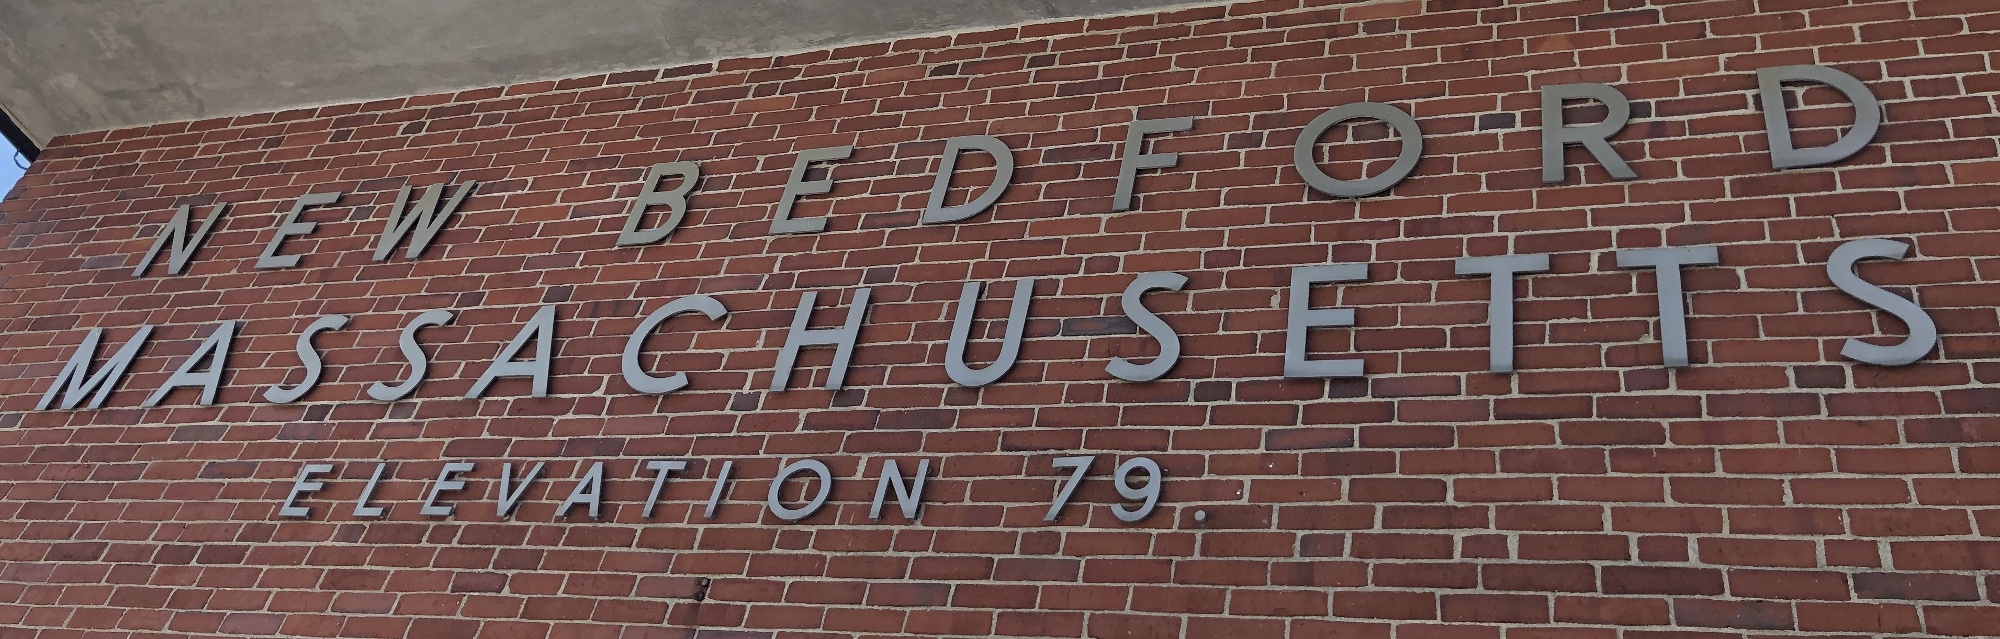 NEW BEDFORD
MASSACHUSETTS
ELEVATION 79.